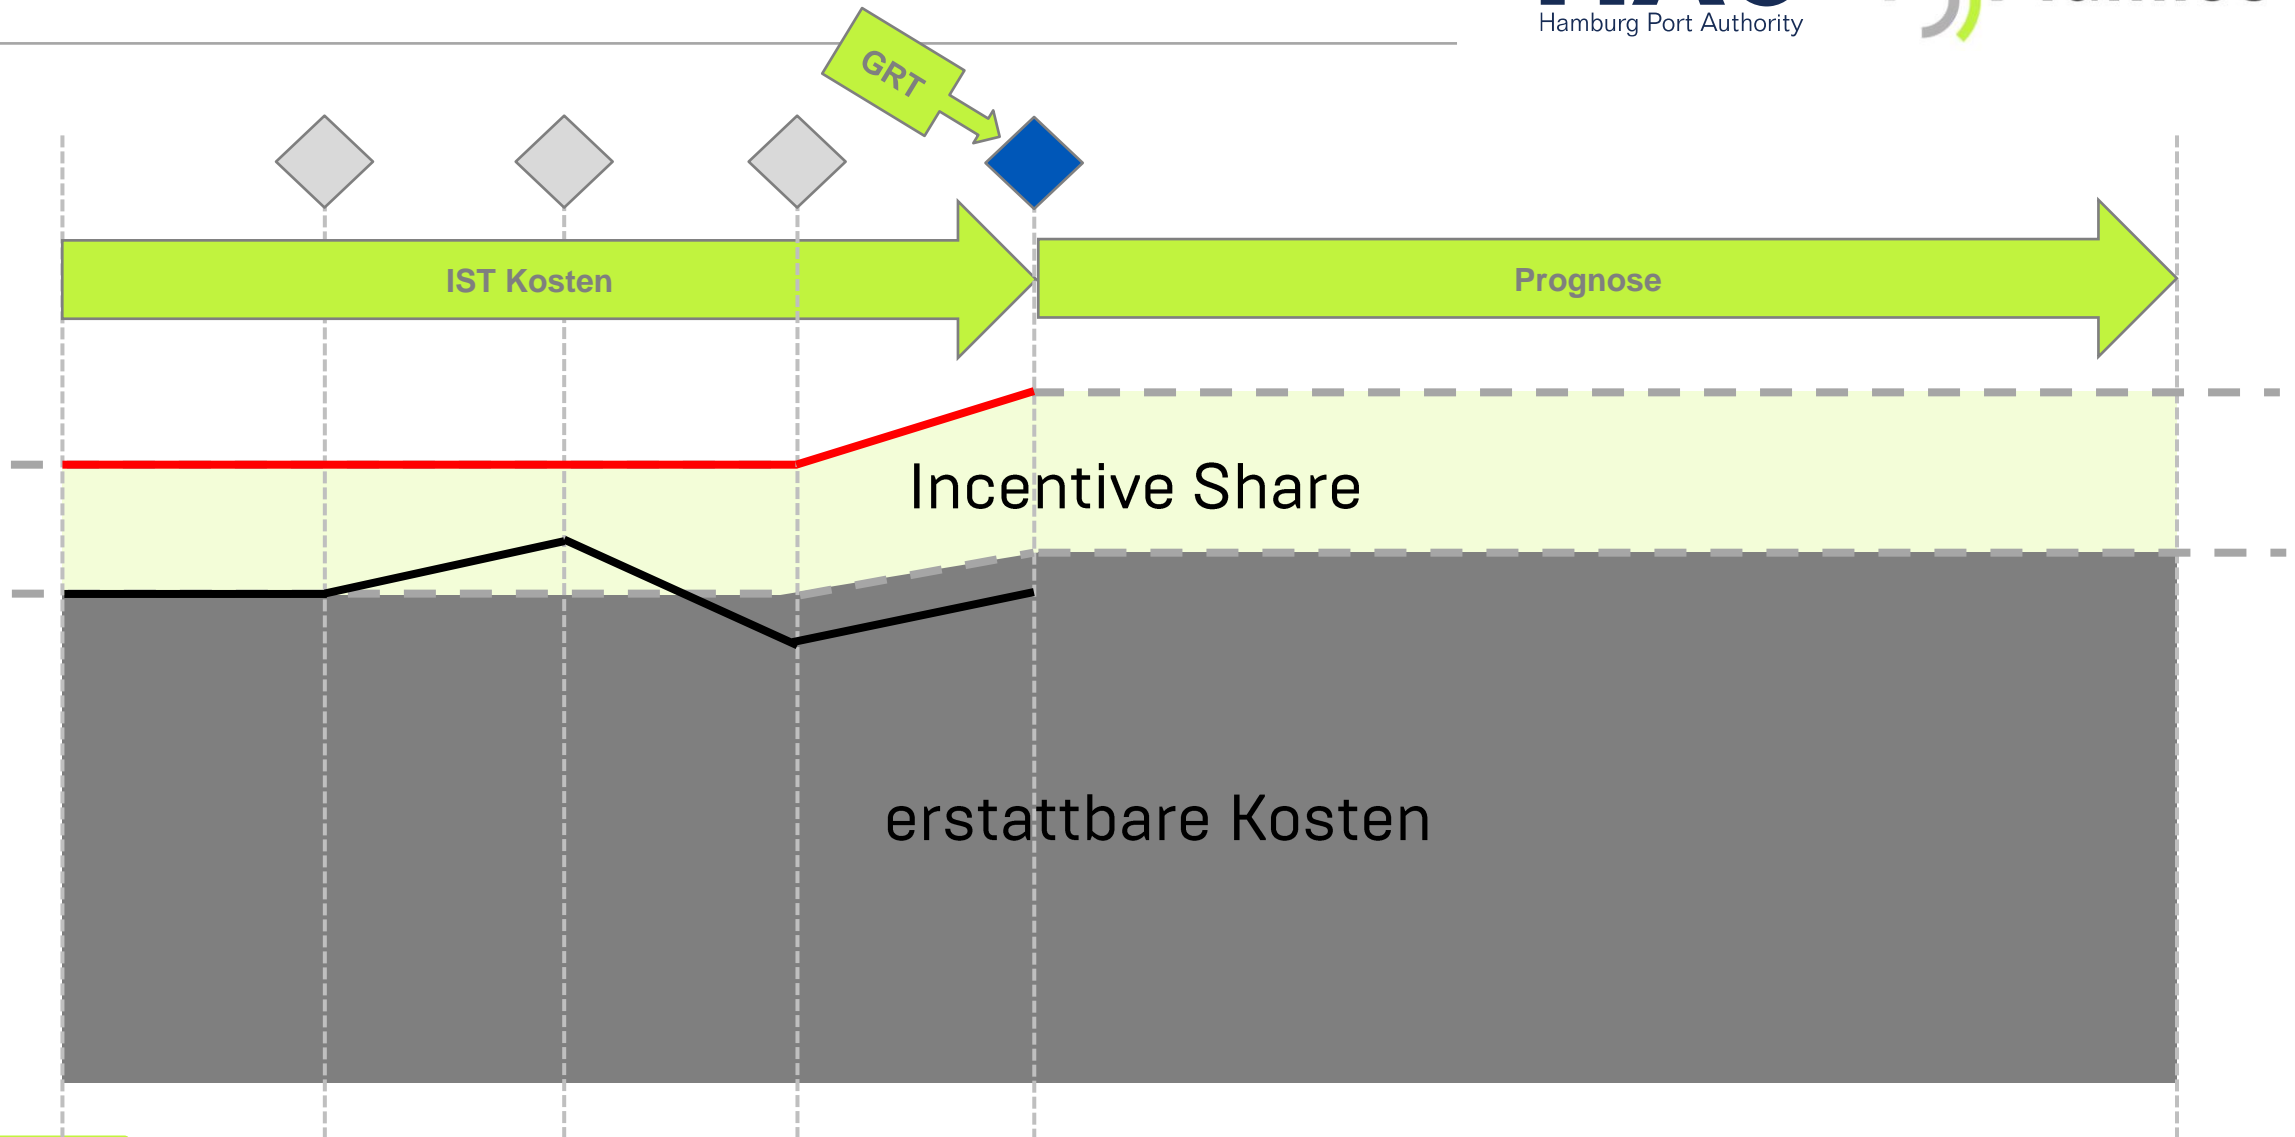 Hamburg Port Authority
GRT
IST Kosten
Prognose
Incentive Share
erstattbare Kosten